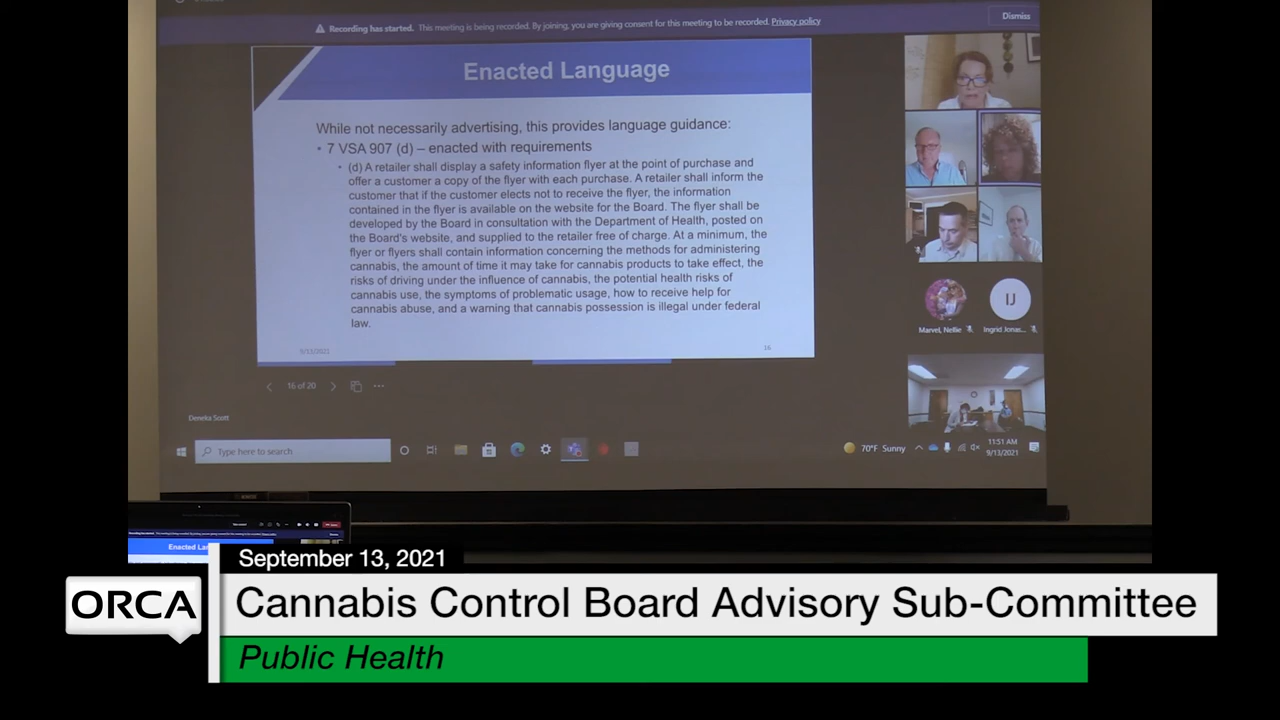 Recording has started. This meeting is being recorded. By joining, you are giving consent for this meeting to be recorded. Privacy policy
Dismiss
Enacted Language
While not necessarily advertising, this provides language guidance:
• 7 VSA 907 (d) – enacted with requirements
• (d) A retailer shall display a safety information flyer at the point of purchase and
offer a customer a copy of the flyer with each purchase. A retailer shall inform the
customer that if the customer elects not to receive the flyer, the information
contained in the flyer is available on the website for the Board. The flyer shall be
developed by the Board in consultation with the Department of Health, posted on
the Board's website, and supplied to the retailer free of charge. At a minimum, the
flyer or flyers shall contain information concerning the methods for administering
cannabis, the amount of time it may take for cannabis products to take effect, the
risks of driving under the influence of cannabis, the potential health risks of
cannabis use, the symptoms of problematic usage, how to receive help for
cannabis abuse, and a warning that cannabis possession is illegal under federal
law.
9/13/2021
16
IJ
Marvel, Nellie
Ingrid Jonas...
16 of 20
Deneka Scott
Type here to search
70°F Sunny
11:51 AM
9/13/2021
Enacted Lan
September 13, 2021
ORCA
Cannabis Control Board Advisory Sub-Committee
Public Health